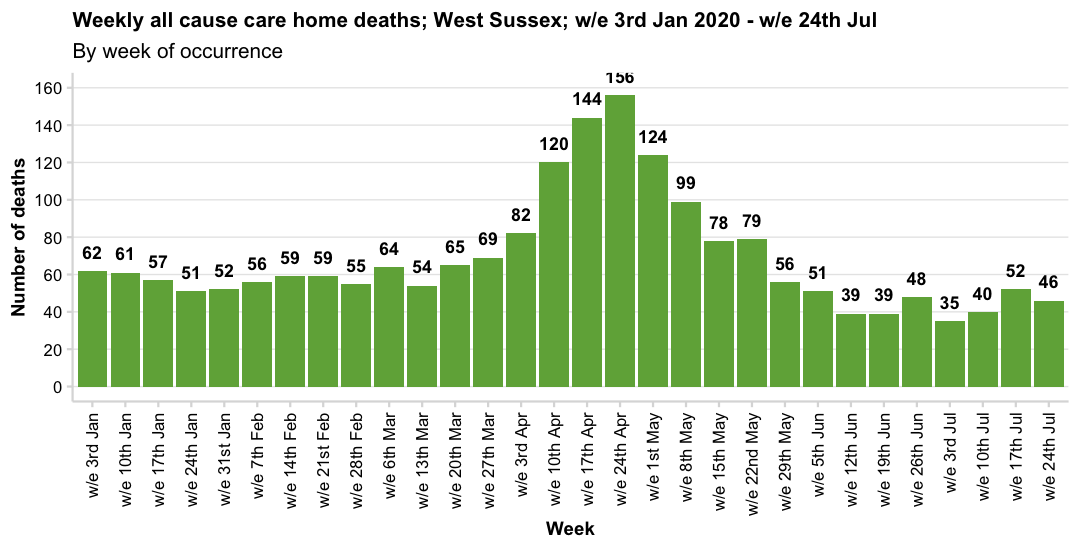 Weekly all cause care home deaths; West Sussex; w/e 3rd Jan 2020 - w/e 24th Jul
By week of occurrence
Number of deaths
160
140
120
100
80
60
40
20
0
62
61
57
51
52
56
59
59
55
64
54
65
69
82
120
144
156
124
99
78
79
56
51
39
39
48
35
40
52
46
w/e 3rd Jan
w/e 10th Jan
w/e 17th Jan
w/e 24th Jan
w/e 31st Jan
w/e 7th Feb
w/e 14th Feb
w/e 21st Feb
w/e 28th Feb
w/e 6th Mar
w/e 13th Mar
w/e 20th Mar
w/e 27th Mar
w/e 3rd Apr
w/e 10th Apr
w/e 17th Apr
w/e 24th Apr
w/e 1st May
w/e 8th May
w/e 15th May
w/e 22nd May
w/e 29th May
w/e 5th Jun
w/e 12th Jun
w/e 19th Jun
w/e 26th Jun
w/e 3rd Jul
w/e 10th Jul
w/e 17th Jul
w/e 24th Jul
Week